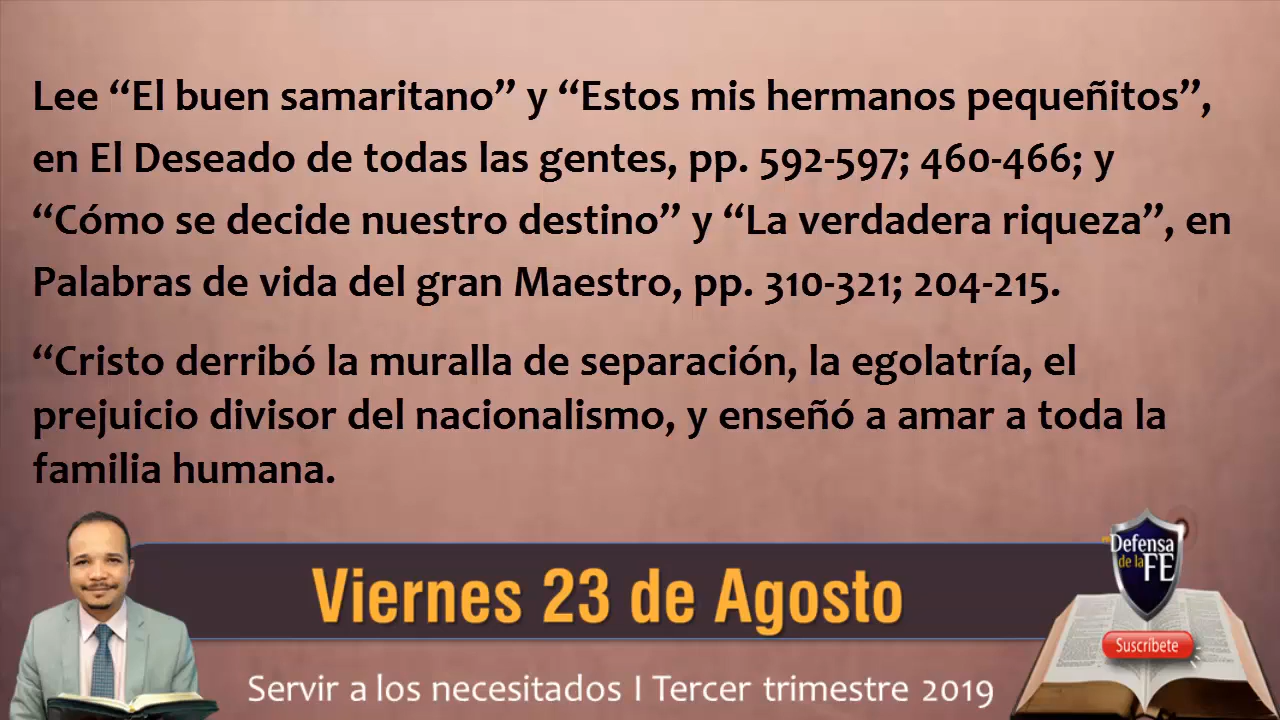 Lee “El buen samaritano” y “Estos mis hermanos pequeñitos”,
en El Deseado de todas las gentes, pp. 592-597; 460-466; y
“Cómo se decide nuestro destino” y “La verdadera riqueza”, en
Palabras de vida del gran Maestro, pp. 310-321; 204-215.
“Cristo derribó la muralla de separación, la egolatría, el
prejuicio divisor del nacionalismo, y enseñó a amar a toda la
familia humana.
Defensa
de la FE
Viernes 23 de Agosto
Suscríbete
Servir a los necesitados I Tercer trimestre 2019